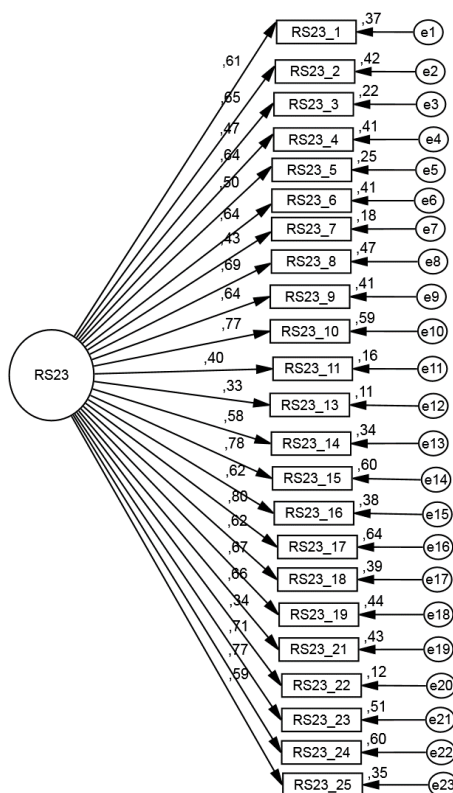 ,37
RS23_1 e1
,61
,42
RS23_2 e2
,65
,22
RS23_3 e3
,47
,41
RS23_4 e4
,64
,25
RS23_5 e5
,50
,41
RS23_6 e6
,64
,18
RS23_7 e7
,43
,47
RS23_8 e8
,69
,41
RS23_9 e9
,64
,59
RS23_10 e10
,77
,16
RS23_11 e11
,40
RS23
,11
RS23_13 e12
,33
,34
RS23_14 e13
,58
,60
RS23_15 e14
,78
,38
RS23_16 e15
,62
,64
RS23_17 e16
,80
,39
RS23_18 e17
,62
,44
RS23_19 e18
,67
,43
RS23_21 e19
,66
,12
RS23_22 e20
,34
,51
RS23_23 e21
,71
,60
RS23_24 e22
,77
,35
RS23_25 e23
,59